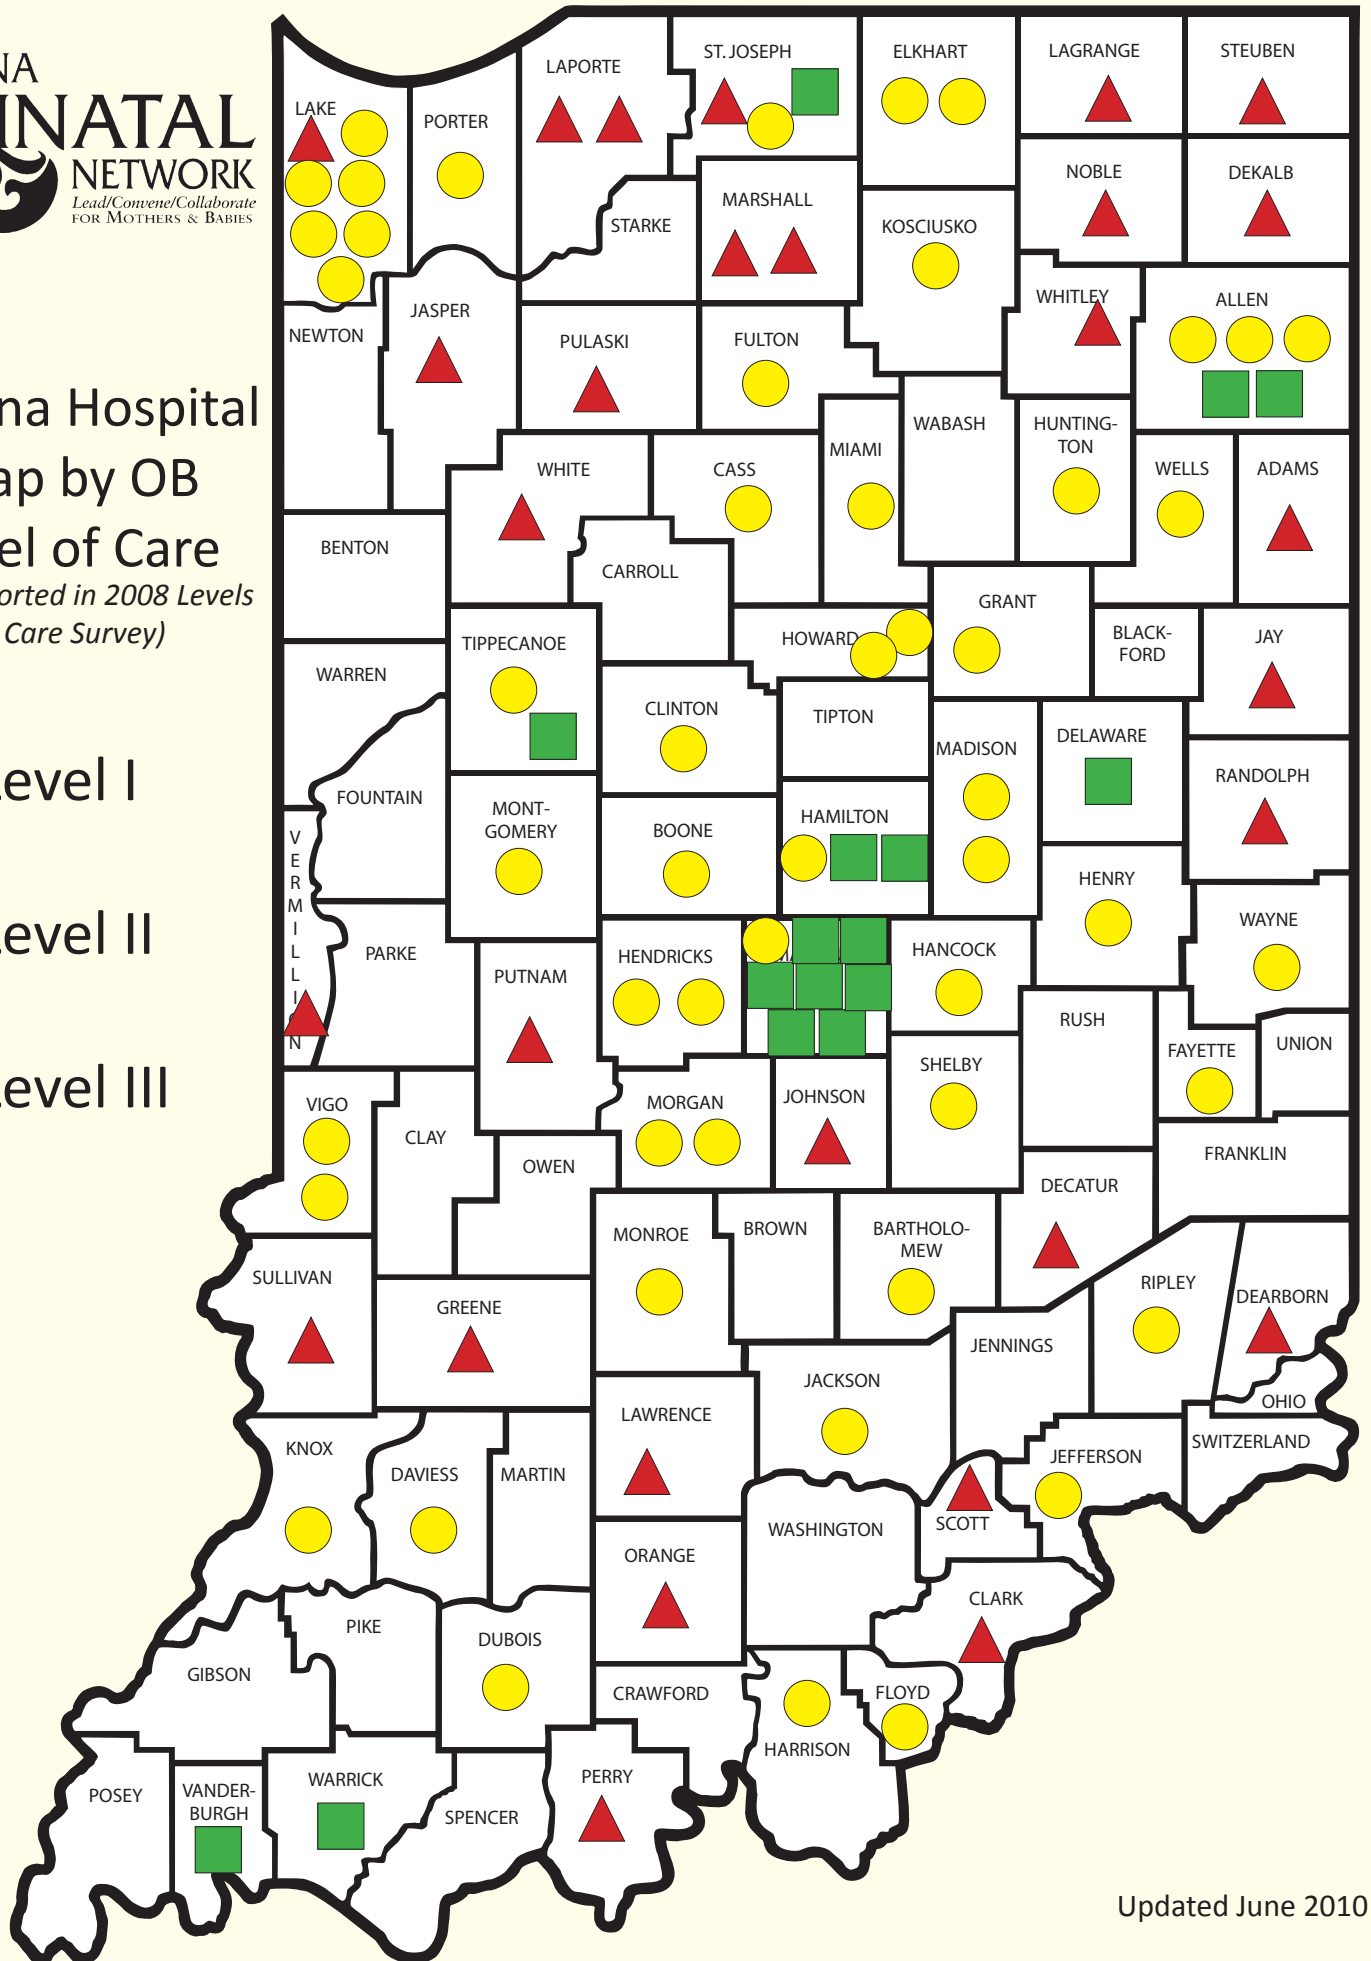 NA
INATAL
NETWORK
Lead/Convene/Collaborate
FOR MOTHERS & BABIES
na Hospital
ap by OB
el of Care
orted in 2008 Levels
Care Survey)
Level I
Level II
Level III
LAKE
PORTER
LAPORTE
ST.JOSEPH
ELKHART
LAGRANGE
STEUBEN
NOBLE
DEKALB
STARKE
MARSHALL
KOSCIUSKO
WHITLEY
ALLEN
NEWTON
JASPER
PULASKI
FULTON
MIAMI
WABASH
HUNTING-
TON
WELLS
ADAMS
WHITE
CASS
BENTON
CARROLL
GRANT
BLACK-
FORD
JAY
HOWARD
TIPPECANOE
WARREN
CLINTON
TIPTON
MADISON
DELAWARE
RANDOLPH
FOUNTAIN
MONT-
GOMERY
BOONE
HAMILTON
HENRY
WAYNE
VERMILLION
PARKE
PUTNAM
HENDRICKS
HANCOCK
RUSH
FAYETTE
UNION
SHELBY
VIGO
CLAY
OWEN
MORGAN
JOHNSON
FRANKLIN
DECATUR
MONROE
BROWN
BARTHOLO-
MEW
SULLIVAN
GREENE
RIPLEY
DEARBORN
JENNINGS
OHIO
JACKSON
LAWRENCE
SWITZERLAND
JEFFERSON
KNOX
DAVIESS
MARTIN
WASHINGTON
SCOTT
ORANGE
CLARK
PIKE
DUBOIS
GIBSON
CRAWFORD
FLOYD
HARRISON
POSEY
VANDER-
BURGH
WARRICK
SPENCER
PERRY
Updated June 2010